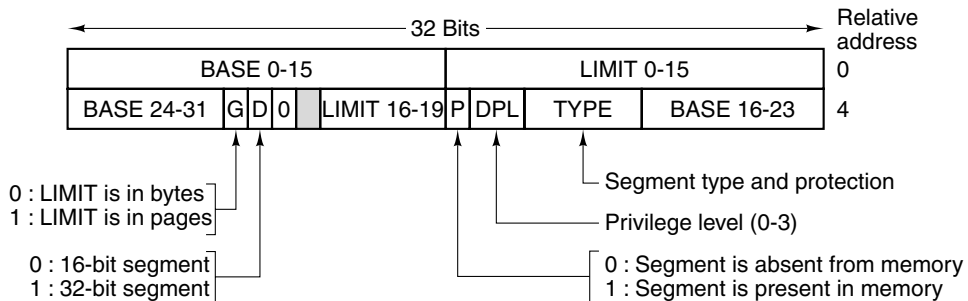 32 Bits
Relative
address
BASE 0-15 LIMIT 0-15 0
BASE 24-31 G D 0 LIMIT 16-19 P DPL TYPE BASE 16-23 4
0 : LIMIT is in bytes
1 : LIMIT is in pages
Segment type and protection
Privilege level (0-3)
0 : 16-bit segment
1 : 32-bit segment
0 : Segment is absent from memory
1 : Segment is present in memory